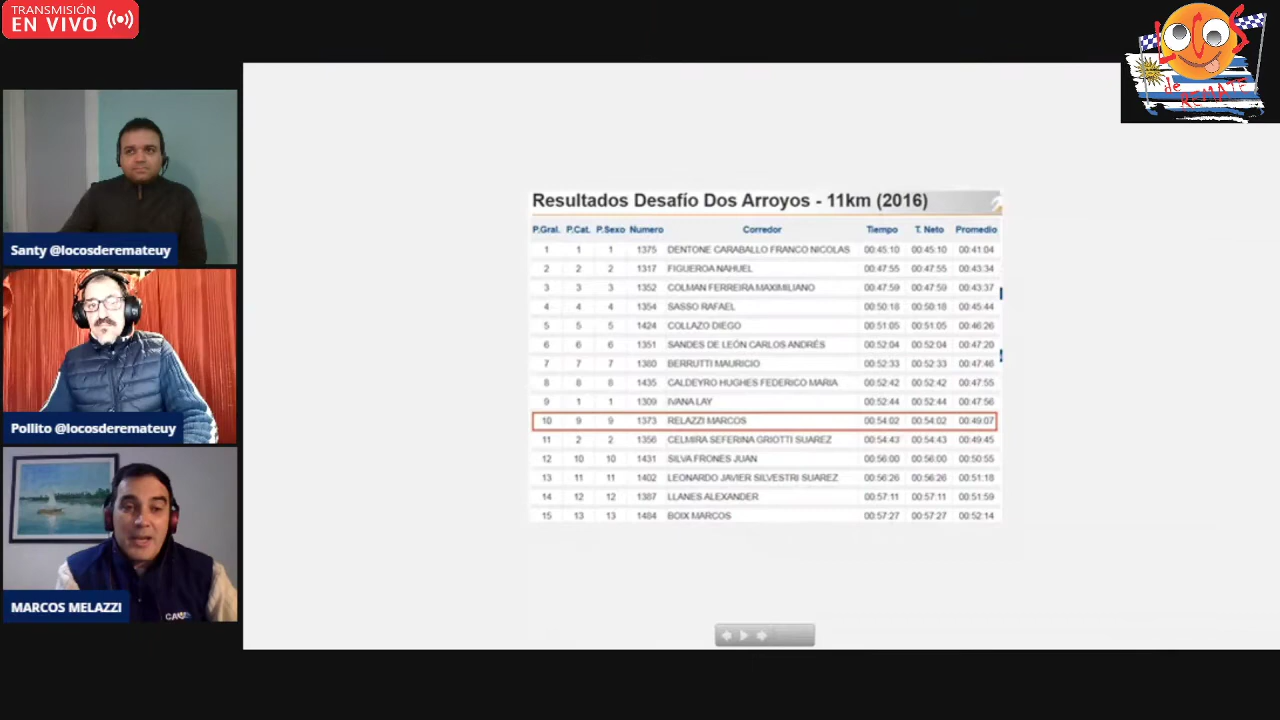 TRANSMISIÓN
EN VIVO
LOCOS
de REMATE
Santy @locosderemateuy
Pollito @locosderemateuy
MARCOS MELAZZI
Resultados Desafío Dos Arroyos - 11km (2016)
P.Gral. P.Cat. P.Sexo Numero Corredor Tiempo T. Neto Promedio
1 1 1 1375 DENTONE CARABALLO FRANCO NICOLAS 00:45:10 00:45:10 00:41:04
2 2 2 1317 FIGUEROA NAHUEL 00:47:55 00:47:55 00:43:34
3 3 3 1352 COLMAN FERREIRA MAXIMILIANO 00:47:59 00:47:59 00:43:37
4 4 4 1354 SASSO RAFAEL 00:50:18 00:50:18 00:45:44
5 5 5 1424 COLLAZO DIEGO 00:51:05 00:51:05 00:46:26
6 6 6 1351 SANDES DE LEÓN CARLOS ANDRÉS 00:52:04 00:52:04 00:47:20
7 7 7 1380 BERRUTTI MAURICIO 00:52:33 00:52:33 00:47:46
8 8 8 1435 CALDEYRO HUGHES FEDERICO MARIA 00:52:42 00:52:42 00:47:55
9 1 1 1309 IVANA LAY 00:52:44 00:52:44 00:47:56
10 9 9 1373 RELAZZI MARCOS 00:54:02 00:54:02 00:49:07
11 2 2 1356 CELMIRA SEFERINA GRIOTTI SUAREZ 00:54:43 00:54:43 00:49:45
12 10 10 1431 SILVA FRONES JUAN 00:56:00 00:56:00 00:50:55
13 11 11 1402 LEONARDO JAVIER SILVESTRI SUAREZ 00:56:26 00:56:26 00:51:18
14 12 12 1387 LLANES ALEXANDER 00:57:11 00:57:11 00:51:59
15 13 13 1484 BOIX MARCOS 00:57:27 00:57:27 00:52:14